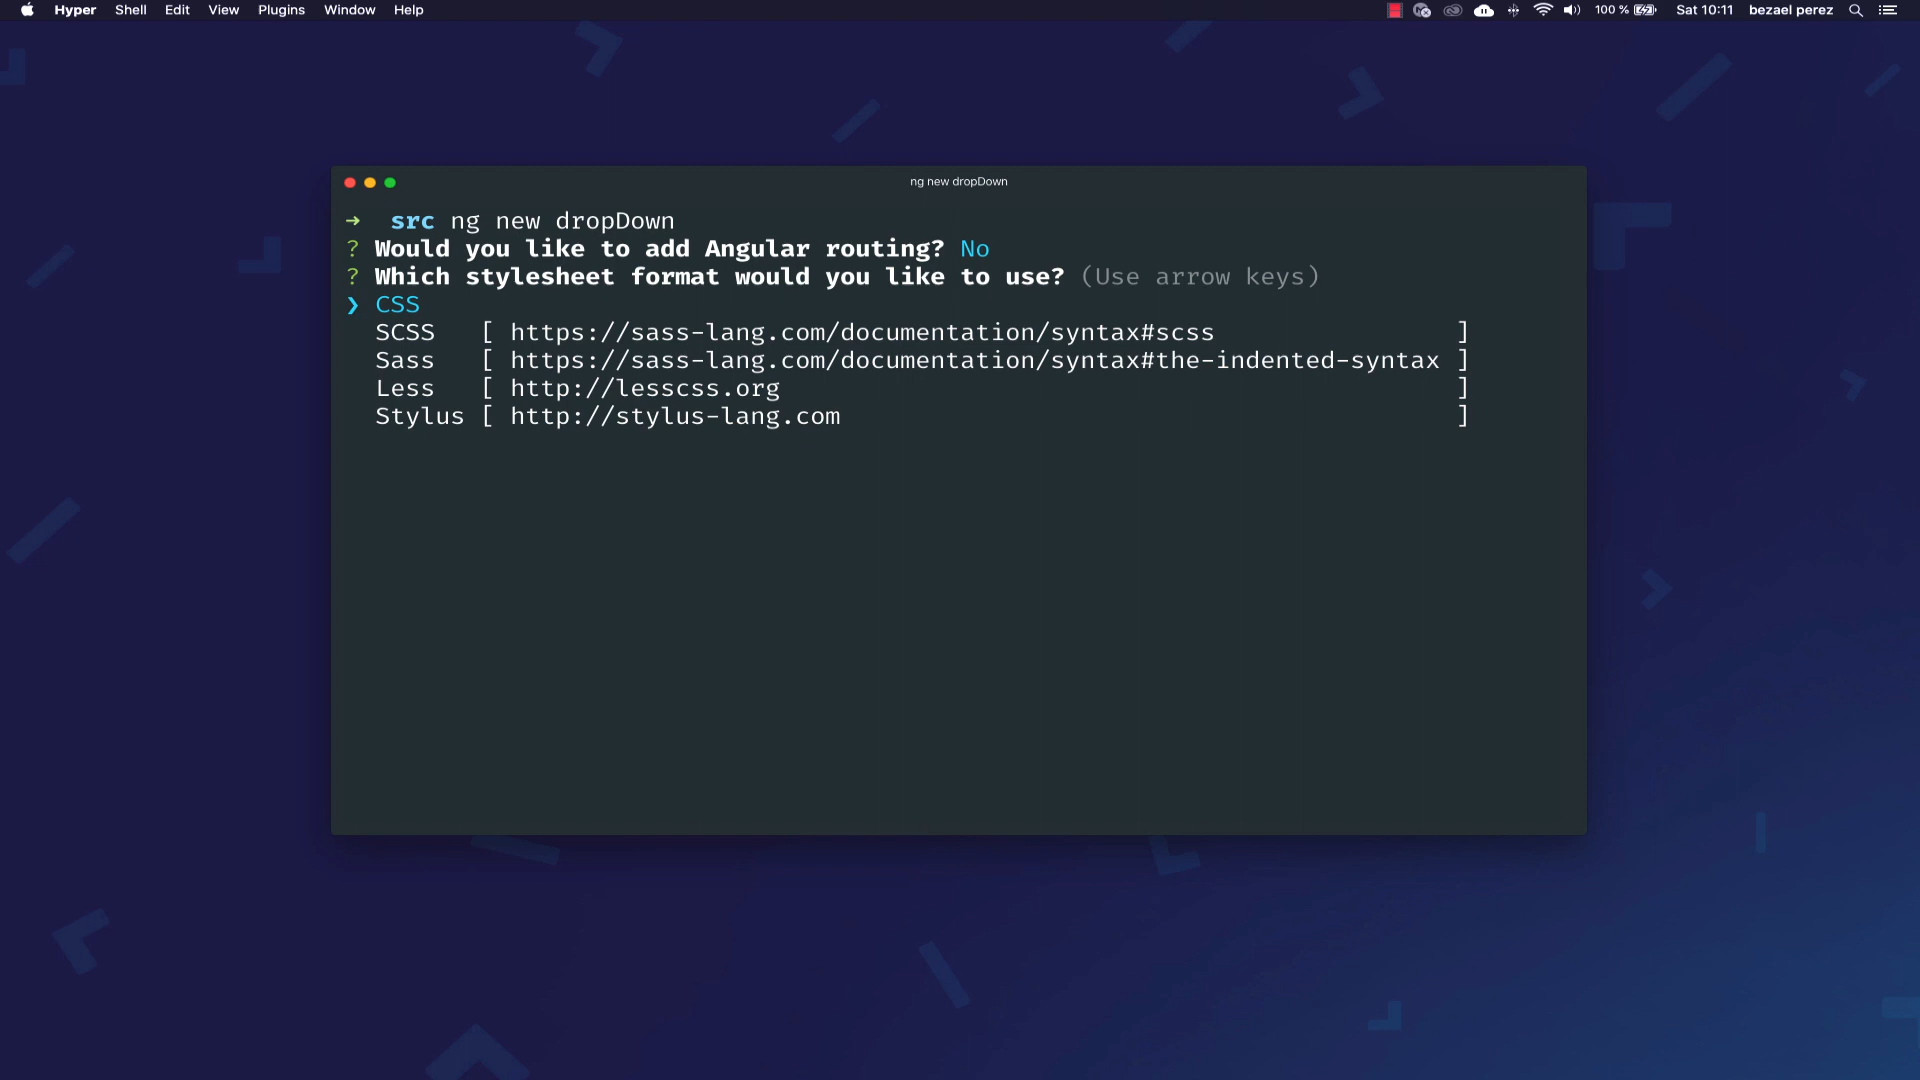 Hyper Shell Edit View Plugins Window Help 100 % Sat 10:11 bezael perez
ng new dropDown
➜ src ng new dropDown
? Would you like to add Angular routing? No
? Which stylesheet format would you like to use? (Use arrow keys)
❯ CSS
SCSS [ https://sass-lang.com/documentation/syntax#scss ]
Sass [ https://sass-lang.com/documentation/syntax#the-indented-syntax ]
Less [ http://lesscss.org ]
Stylus [ http://stylus-lang.com ]